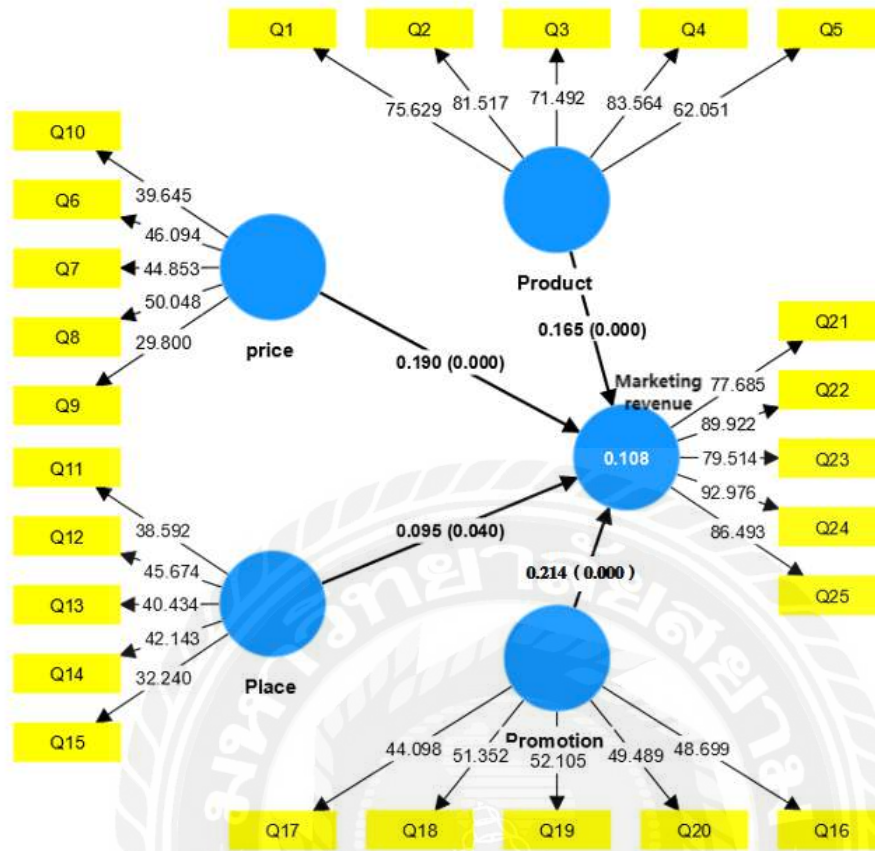 Q1
Q2
Q3
Q4
Q5
75.629
81.517
71.492
83.564
62.051
Product
0.165 (0.000)
Q10
Q6
Q7
Q8
Q9
39.645
46.094
44.853
50.048
29.800
price
0.190 (0.000)
Q11
Q12
Q13
Q14
Q15
38.592
45.674
40.434
42.143
32.240
Place
0.095 (0.040)
Marketing
revenue
0.108
77.685
89.922
79.514
92.976
86.493
Q21
Q22
Q23
Q24
Q25
0.214 ( 0.000 )
Promotion
44.098
51.352
52.105
49.489
48.699
Q17
Q18
Q19
Q20
Q16